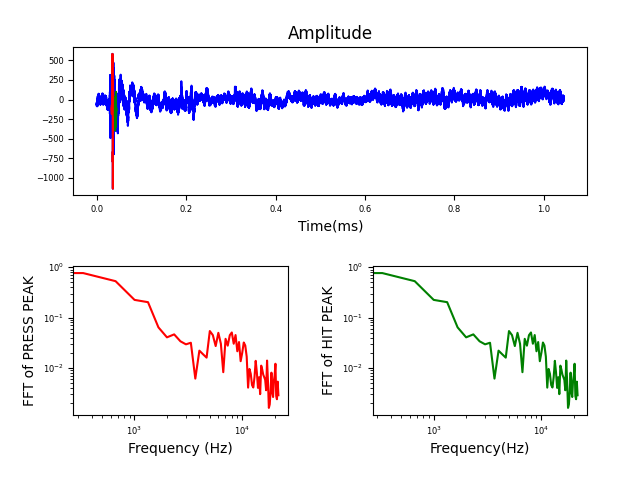 Amplitude
500
250
0
−250
−500
−750
−1000
0.0 0.2 0.4 0.6 0.8 1.0
Time(ms)
FFT of PRESS PEAK
10⁰
10⁻¹
10⁻²
10³ 10⁴
Frequency (Hz)
FFT of HIT PEAK
10⁰
10⁻¹
10⁻²
10³ 10⁴
Frequency(Hz)